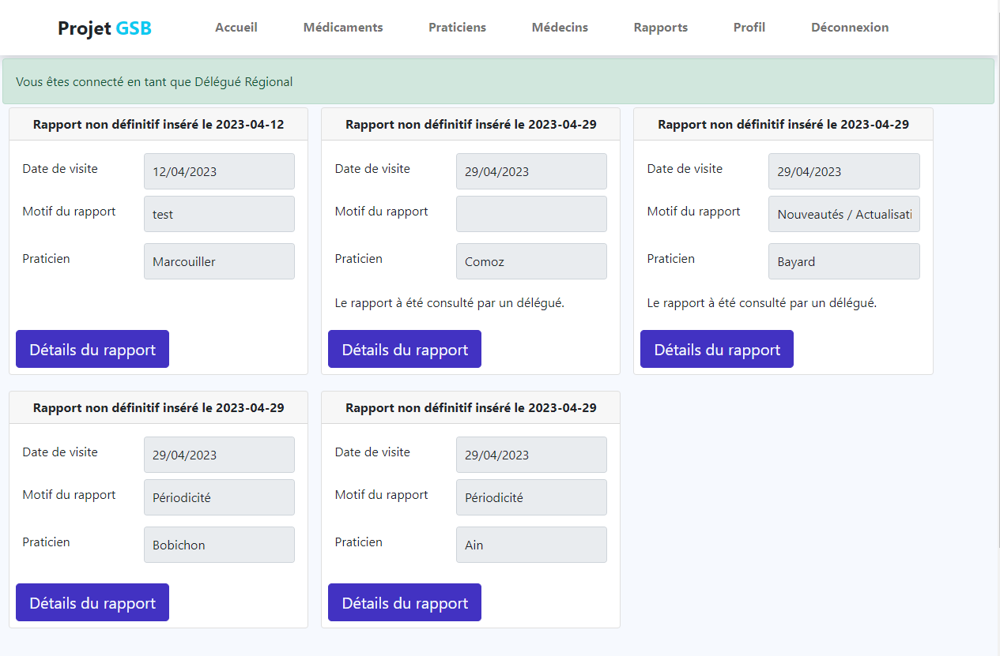 Projet GSB Accueil Médicaments Praticiens Médecins Rapports Profil Déconnexion
Vous êtes connecté en tant que Délégué Régional
Rapport non définitif inséré le 2023-04-12
Date de visite 12/04/2023
Motif du rapport test
Praticien Marcouiller
Détails du rapport
Rapport non définitif inséré le 2023-04-29
Date de visite 29/04/2023
Motif du rapport
Praticien Comoz
Le rapport à été consulté par un délégué.
Détails du rapport
Rapport non définitif inséré le 2023-04-29
Date de visite 29/04/2023
Motif du rapport Nouveautés / Actualisati
Praticien Bayard
Le rapport à été consulté par un délégué.
Détails du rapport
Rapport non définitif inséré le 2023-04-29
Date de visite 29/04/2023
Motif du rapport Périodicité
Praticien Bobichon
Détails du rapport
Rapport non définitif inséré le 2023-04-29
Date de visite 29/04/2023
Motif du rapport Périodicité
Praticien Ain
Détails du rapport